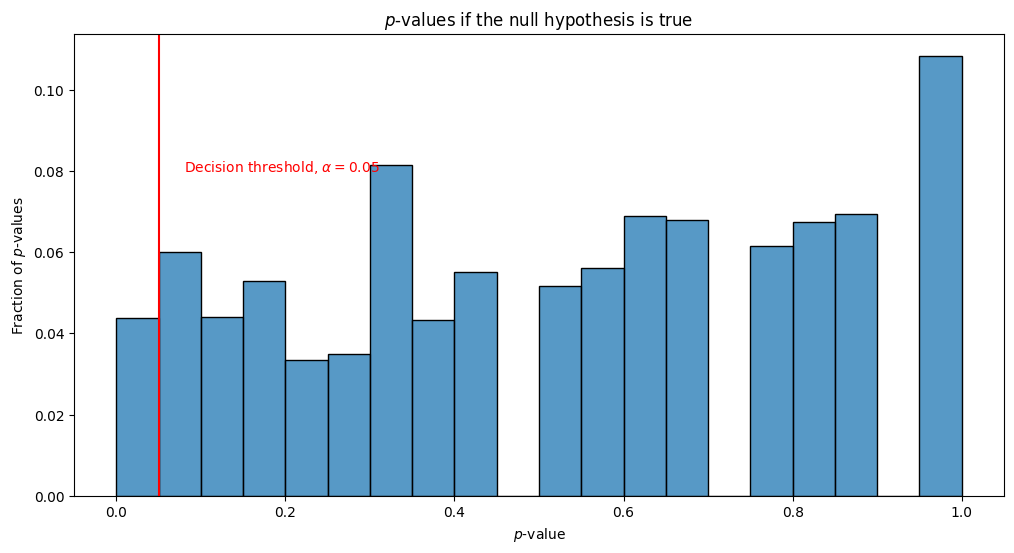 p-values if the null hypothesis is true
Fraction of p-values
0.10
0.08
0.06
0.04
0.02
0.00
Decision threshold, α = 0.05
0.0 0.2 0.4 0.6 0.8 1.0
p-value